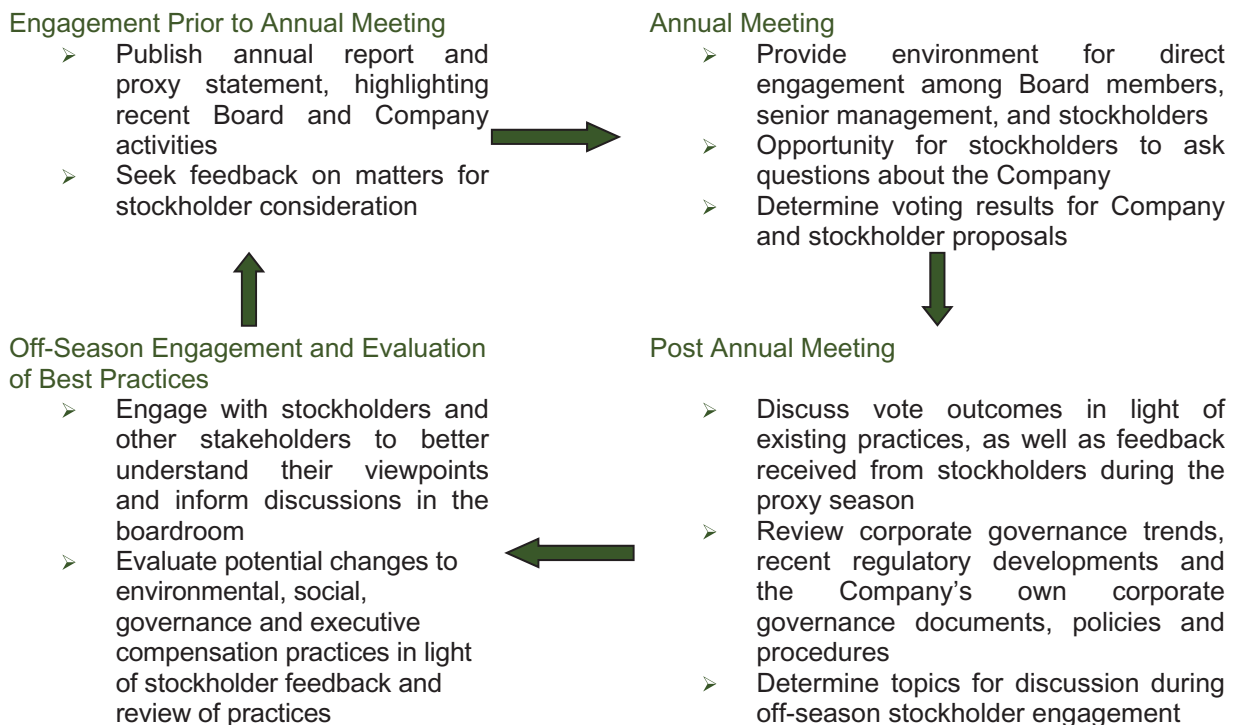 Engagement Prior to Annual Meeting
➢ Publish annual report and
proxy statement, highlighting
recent Board and Company
activities
➢ Seek feedback on matters for
stockholder consideration
Annual Meeting
➢ Provide environment for direct
engagement among Board members,
senior management, and stockholders
➢ Opportunity for stockholders to ask
questions about the Company
➢ Determine voting results for Company
and stockholder proposals
Off-Season Engagement and Evaluation
of Best Practices
➢ Engage with stockholders and
other stakeholders to better
understand their viewpoints
and inform discussions in the
boardroom
➢ Evaluate potential changes to
environmental, social,
governance and executive
compensation practices in light
of stockholder feedback and
review of practices
Post Annual Meeting
➢ Discuss vote outcomes in light of
existing practices, as well as feedback
received from stockholders during the
proxy season
➢ Review corporate governance trends,
recent regulatory developments and
the Company's own corporate
governance documents, policies and
procedures
➢ Determine topics for discussion during
off-season stockholder engagement